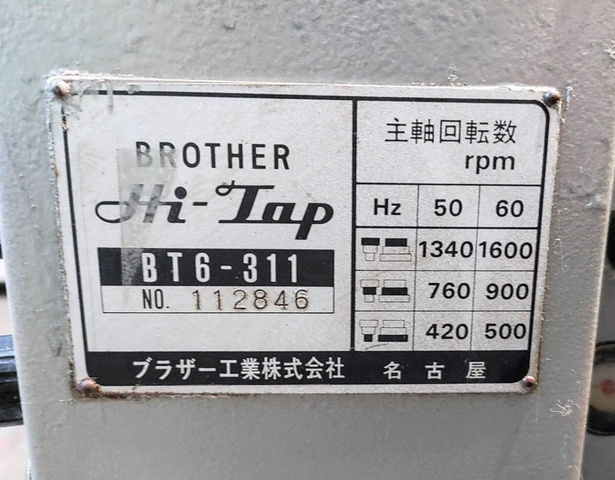 BROTHER
Hi-Tap
BT6-311
NO. 112846
主軸回転数
rpm
Hz 50 60
1340 1600
760 900
420 500
ブラザー工業株式会社 名古屋